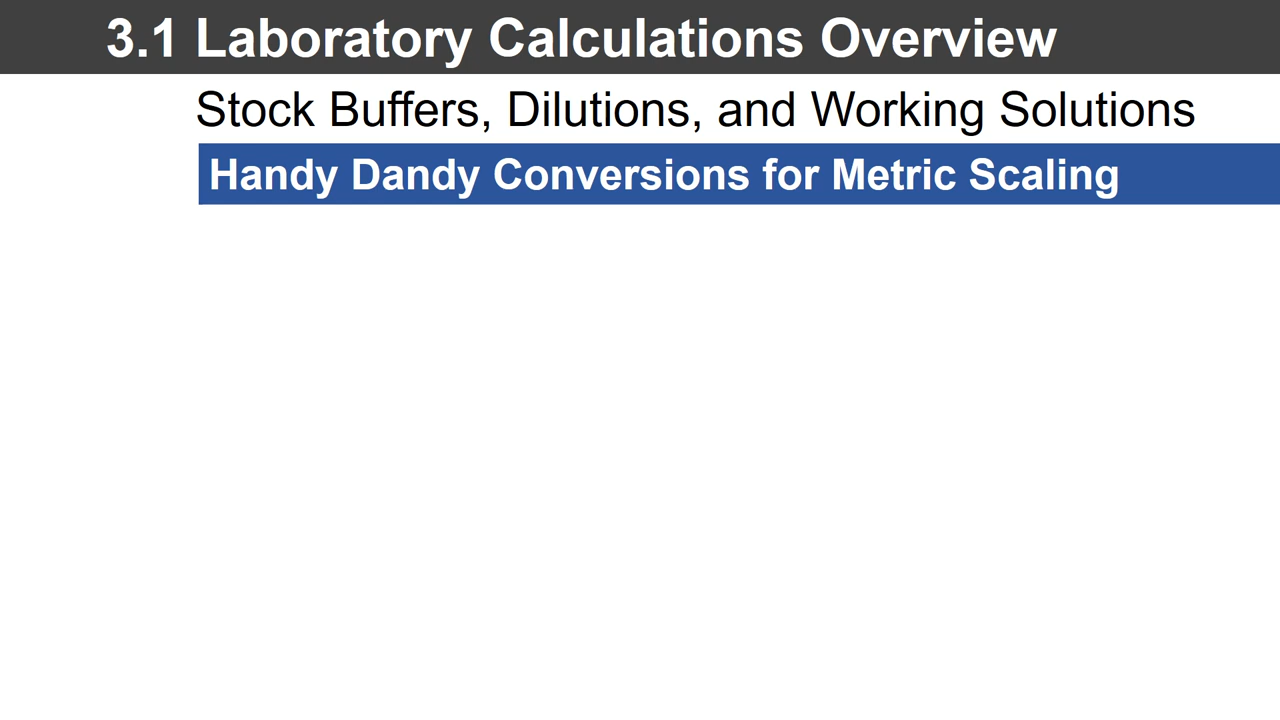 3.1 Laboratory Calculations Overview
Stock Buffers, Dilutions, and Working Solutions
Handy Dandy Conversions for Metric Scaling